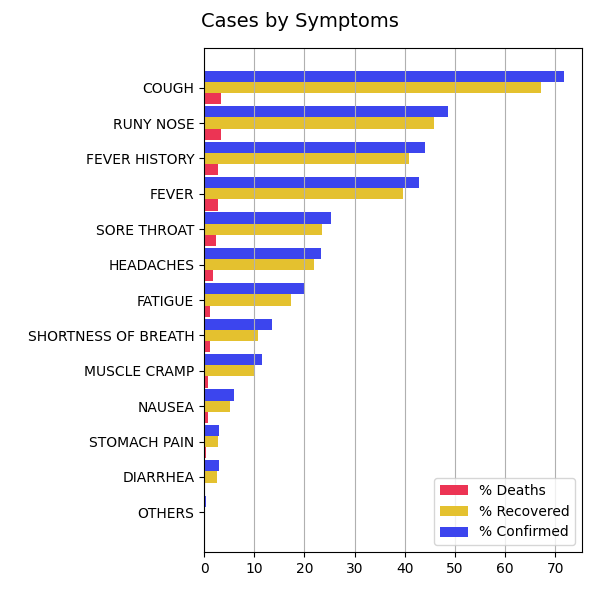 Cases by Symptoms
COUGH
RUNY NOSE
FEVER HISTORY
FEVER
SORE THROAT
HEADACHES
FATIGUE
SHORTNESS OF BREATH
MUSCLE CRAMP
NAUSEA
STOMACH PAIN
DIARRHEA
OTHERS
% Deaths
% Recovered
% Confirmed
0 10 20 30 40 50 60 70